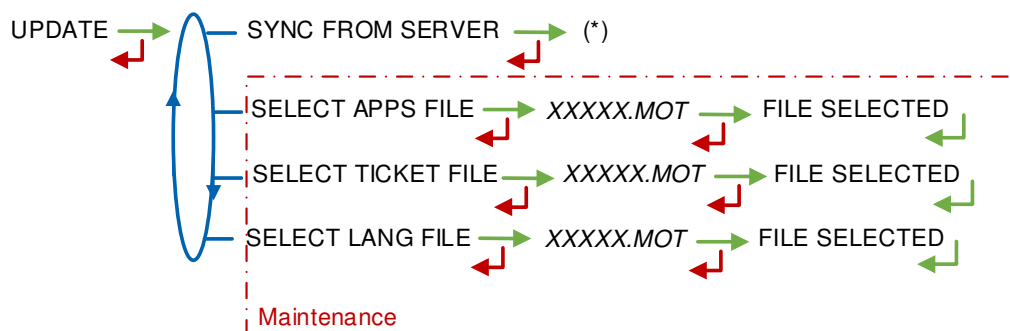 UPDATE SYNC FROM SERVER (*)
SELECT APPS FILE XXXXX.MOT FILE SELECTED
SELECT TICKET FILE XXXXX.MOT FILE SELECTED
SELECT LANG FILE XXXXX.MOT FILE SELECTED
Maintenance